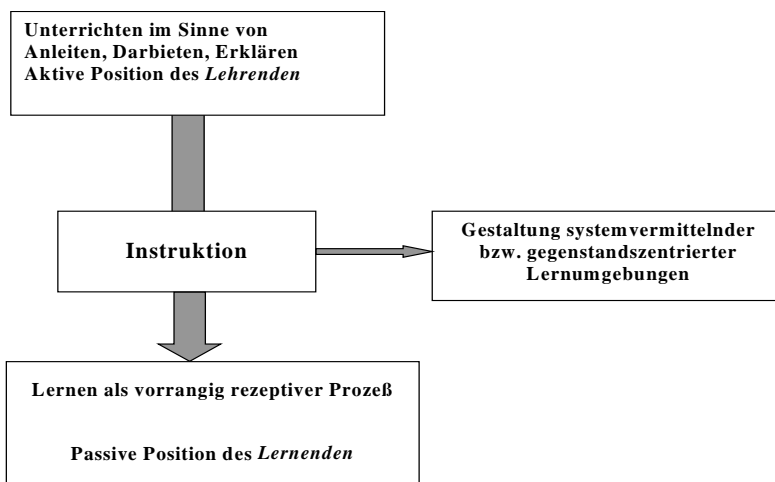 Unterrichten im Sinne von
Anleiten, Darbieten, Erklären
Aktive Position des Lehrenden
Instruktion
Gestaltung systemvermittelnder
bzw. gegenstandszentrierter
Lernumgebungen
Lernen als vorrangig rezeptiver Prozeß
Passive Position des Lernenden